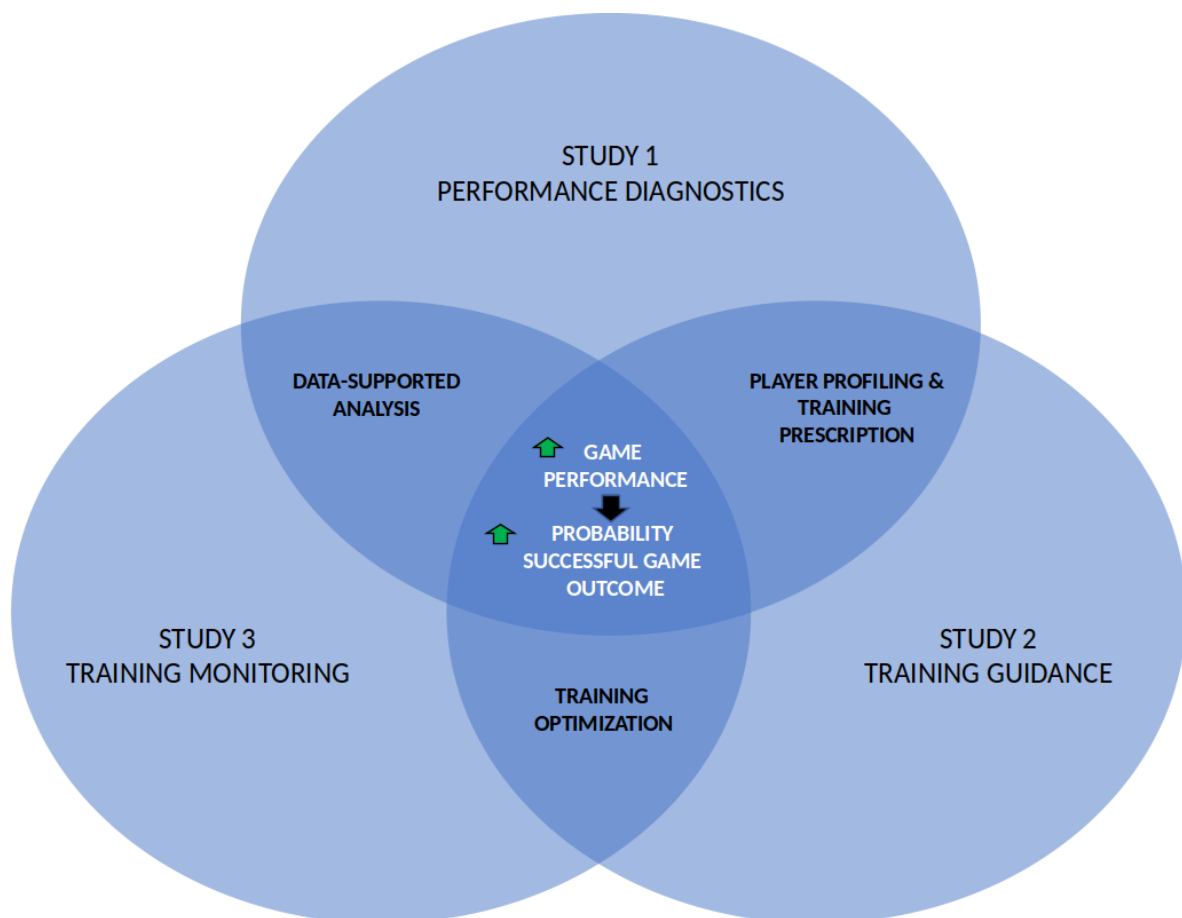 STUDY 1
PERFORMANCE DIAGNOSTICS
DATA-SUPPORTED
ANALYSIS
PLAYER PROFILING &
TRAINING
PRESCRIPTION
GAME
PERFORMANCE
PROBABILITY
SUCCESSFUL GAME
OUTCOME
STUDY 3
TRAINING MONITORING
STUDY 2
TRAINING GUIDANCE
TRAINING
OPTIMIZATION